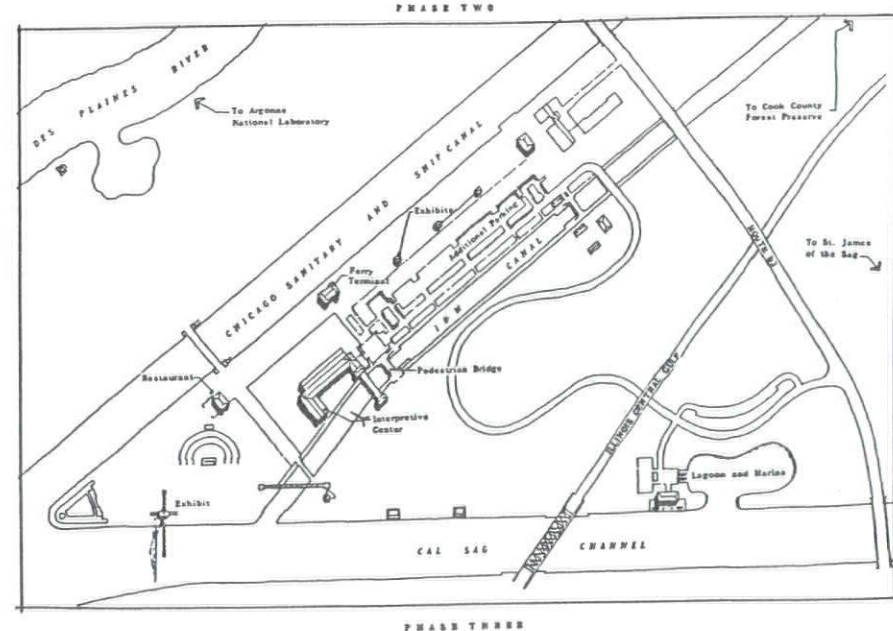 PHASE TWO
DES PLAINES RIVER
To Argonne
National Laboratory
To Cook County
Forest Preserve
CHICAGO SANITARY AND SHIP CANAL
Exhibits
Additional Parking
ROUTE 83
To St. James
of the Sag
Ferry
Terminal
I & M CANAL
Restaurant
Pedestrian Bridge
Interpretive
Center
ILLINOIS CENTRAL GULF
Lagoon and Marina
Exhibit
CAL SAG CHANNEL
PHASE THREE